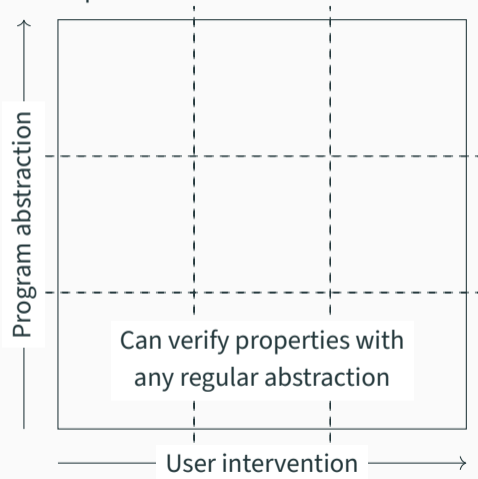 Program abstraction
Can verify properties with
any regular abstraction
User intervention